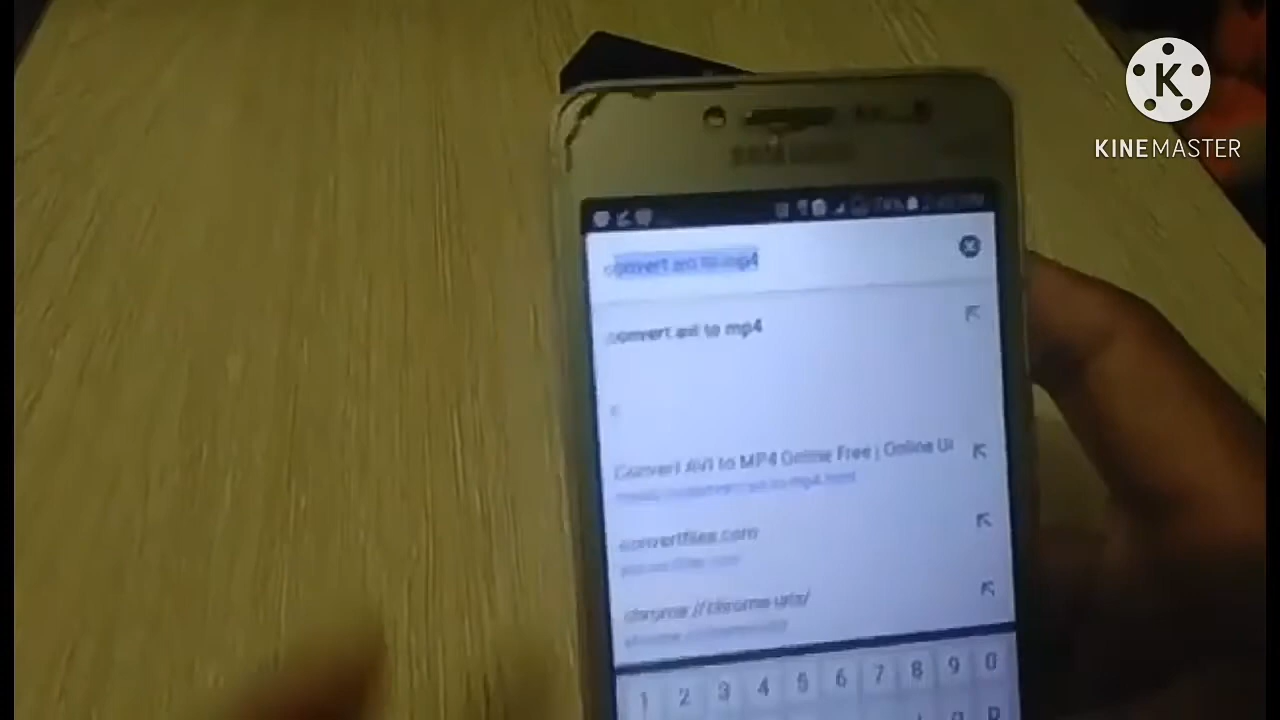 KINEMASTER
SAMSUNG
convert avi to mp4
convert avi to mp4
c
Convert AVI to MP4 Online Free | Online U
convertfiles.com
chrome://chrome-urls/
1 2 3 4 5 6 7 8 9 0